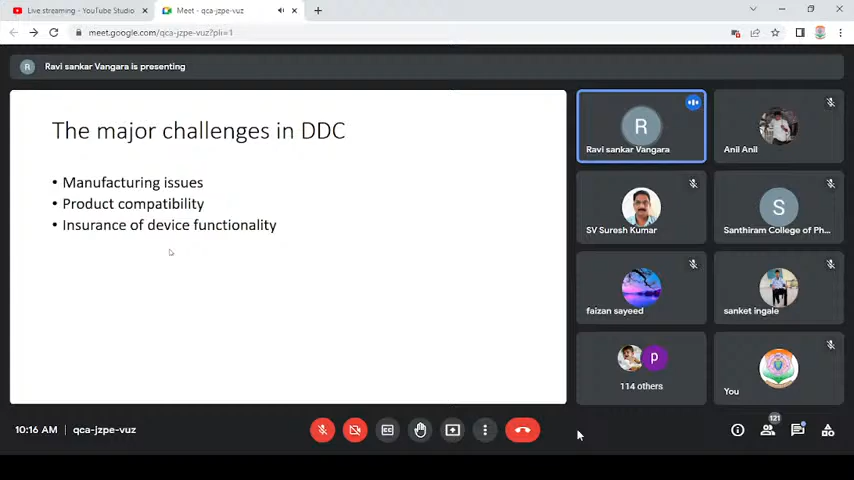 Live streaming - YouTube Studio
Meet - qca-jzpe-vuz
meet.google.com/qca-jzpe-vuz?pli=1
R
Ravi sankar Vangara is presenting
The major challenges in DDC
• Manufacturing issues
• Product compatibility
• Insurance of device functionality
R
Ravi sankar Vangara
Anil Anil
SV Suresh Kumar
S
Santhiram College of Ph...
faizan sayeed
sanket ingale
p
114 others
You
10:16 AM | qca-jzpe-vuz
121